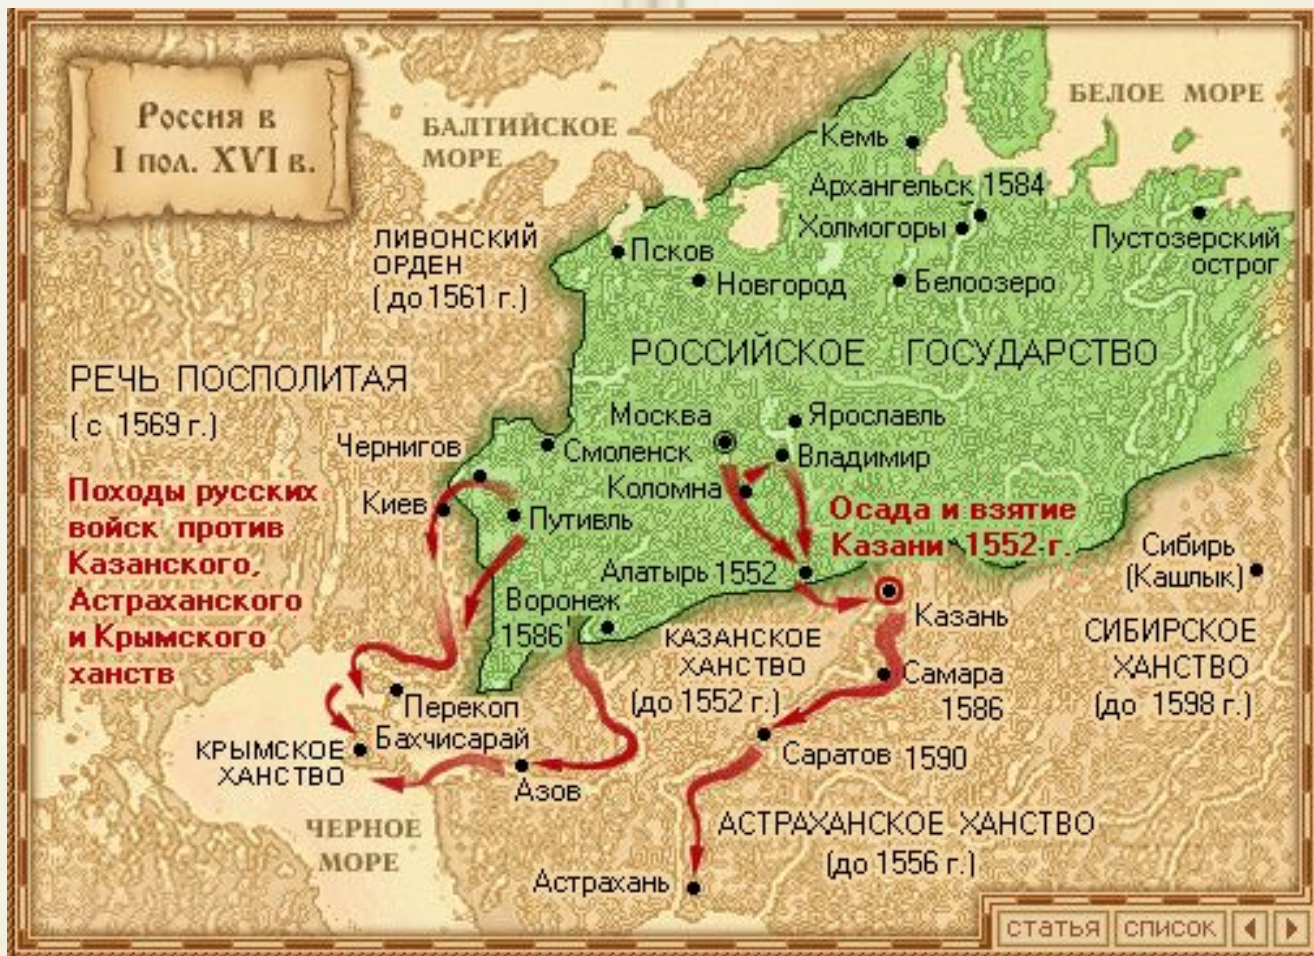 Россия в
I пол. XVI в.
БАЛТИЙСКОЕ
МОРЕ
БЕЛОЕ МОРЕ
Кемь
Архангельск 1584
Холмогоры
Пустозерский
острог
ЛИВОНСКИЙ
ОРДЕН
(до 1561 г.)
Псков
Новгород
Белоозеро
РОССИЙСКОЕ ГОСУДАРСТВО
РЕЧЬ ПОСПОЛИТАЯ
(с 1569 г.)
Москва
Ярославль
Чернигов
Смоленск
Владимир
Коломна
Походы русских
войск против
Казанского,
Астраханского
и Крымского
ханств
Киев
Путивль
Осада и взятие
Казани 1552 г.
Алатырь 1552
Сибирь
(Кашлык)
Воронеж
1586
Казань
КАЗАНСКОЕ
ХАНСТВО
(до 1552 г.)
СИБИРСКОЕ
ХАНСТВО
(до 1598 г.)
Самара
1586
Перекоп
Бахчисарай
КРЫМСКОЕ
ХАНСТВО
Саратов 1590
Азов
ЧЕРНОЕ
МОРЕ
АСТРАХАНСКОЕ ХАНСТВО
(до 1556 г.)
Астрахань
статья список